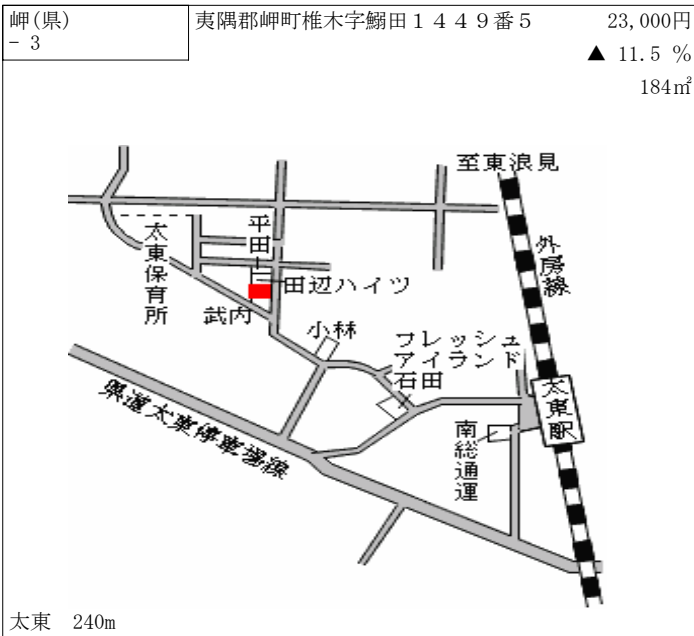 岬(県)
- 3
夷隅郡岬町椎木字鰯田１４４９番５
23,000円
▲ 11.5 %
184㎡
至東浪見
外房線
平田
太東保育所
田辺ハイツ
武内
小林
フレッシュ
アイランド
石田
太東駅
南総通運
県道太東停車場線
太東 240m